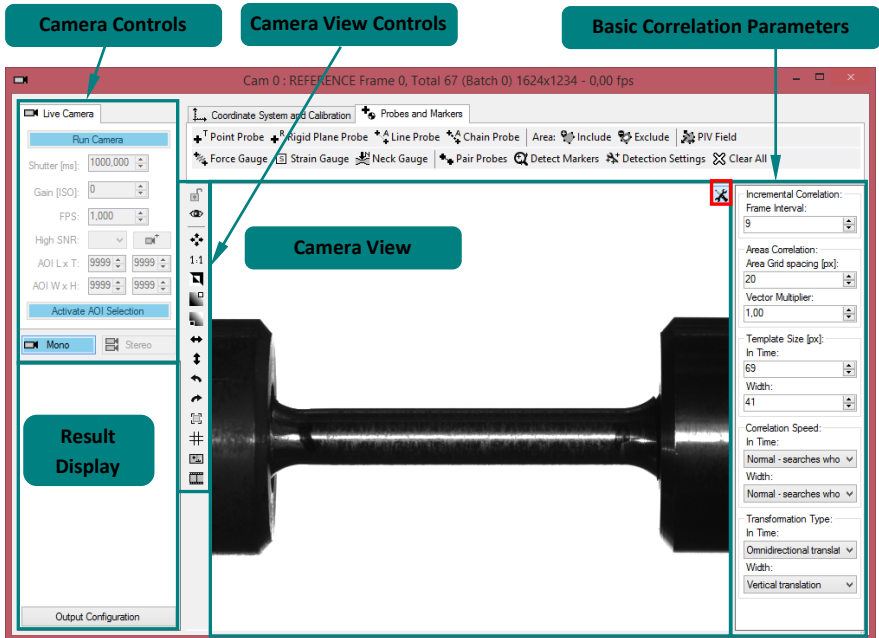 Camera Controls
Camera View Controls
Basic Correlation Parameters
Cam 0 : REFERENCE Frame 0, Total 67 (Batch 0) 1624x1234 - 0,00 fps
Live Camera
Run Camera
Shutter [ms]: 1000,000
Gain [ISO]: 0
FPS: 1,000
High SNR:
AOI L x T: 9999 9999
AOI W x H: 9999 9999
Activate AOI Selection
Mono Stereo
Result
Display
Output Configuration
Coordinate System and Calibration Probes and Markers
T Point Probe R Rigid Plane Probe A Line Probe A Chain Probe Area: Include Exclude PIV Field
Force Gauge S Strain Gauge N Neck Gauge Pair Probes Detect Markers Detection Settings Clear All
1:1
Camera View
Incremental Correlation:
Frame Interval:
9
Areas Correlation:
Area Grid spacing [px]:
20
Vector Multiplier:
1,00
Template Size [px]:
In Time:
69
Width:
41
Correlation Speed:
In Time:
Normal - searches who
Width:
Normal - searches who
Transformation Type:
In Time:
Omnidirectional translat
Width:
Vertical translation